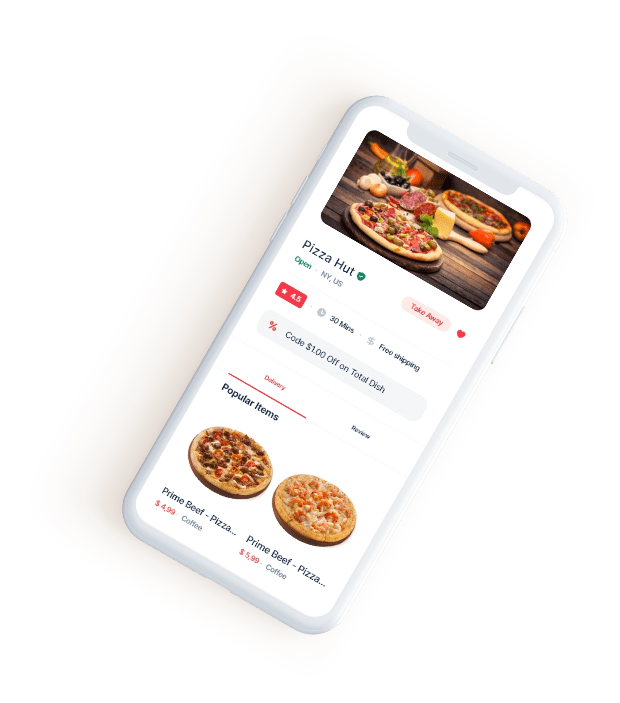 Pizza Hut
Open · NY, US
Take Away
★ 4.5 · 30 Mins · $ Free shipping
% Code $1.00 Off on Total Dish
Delivery Review
Popular Items
Prime Beef - Pizza... Prime Beef - Pizza...
$ 4,99 · Coffee $ 5,99 · Coffee